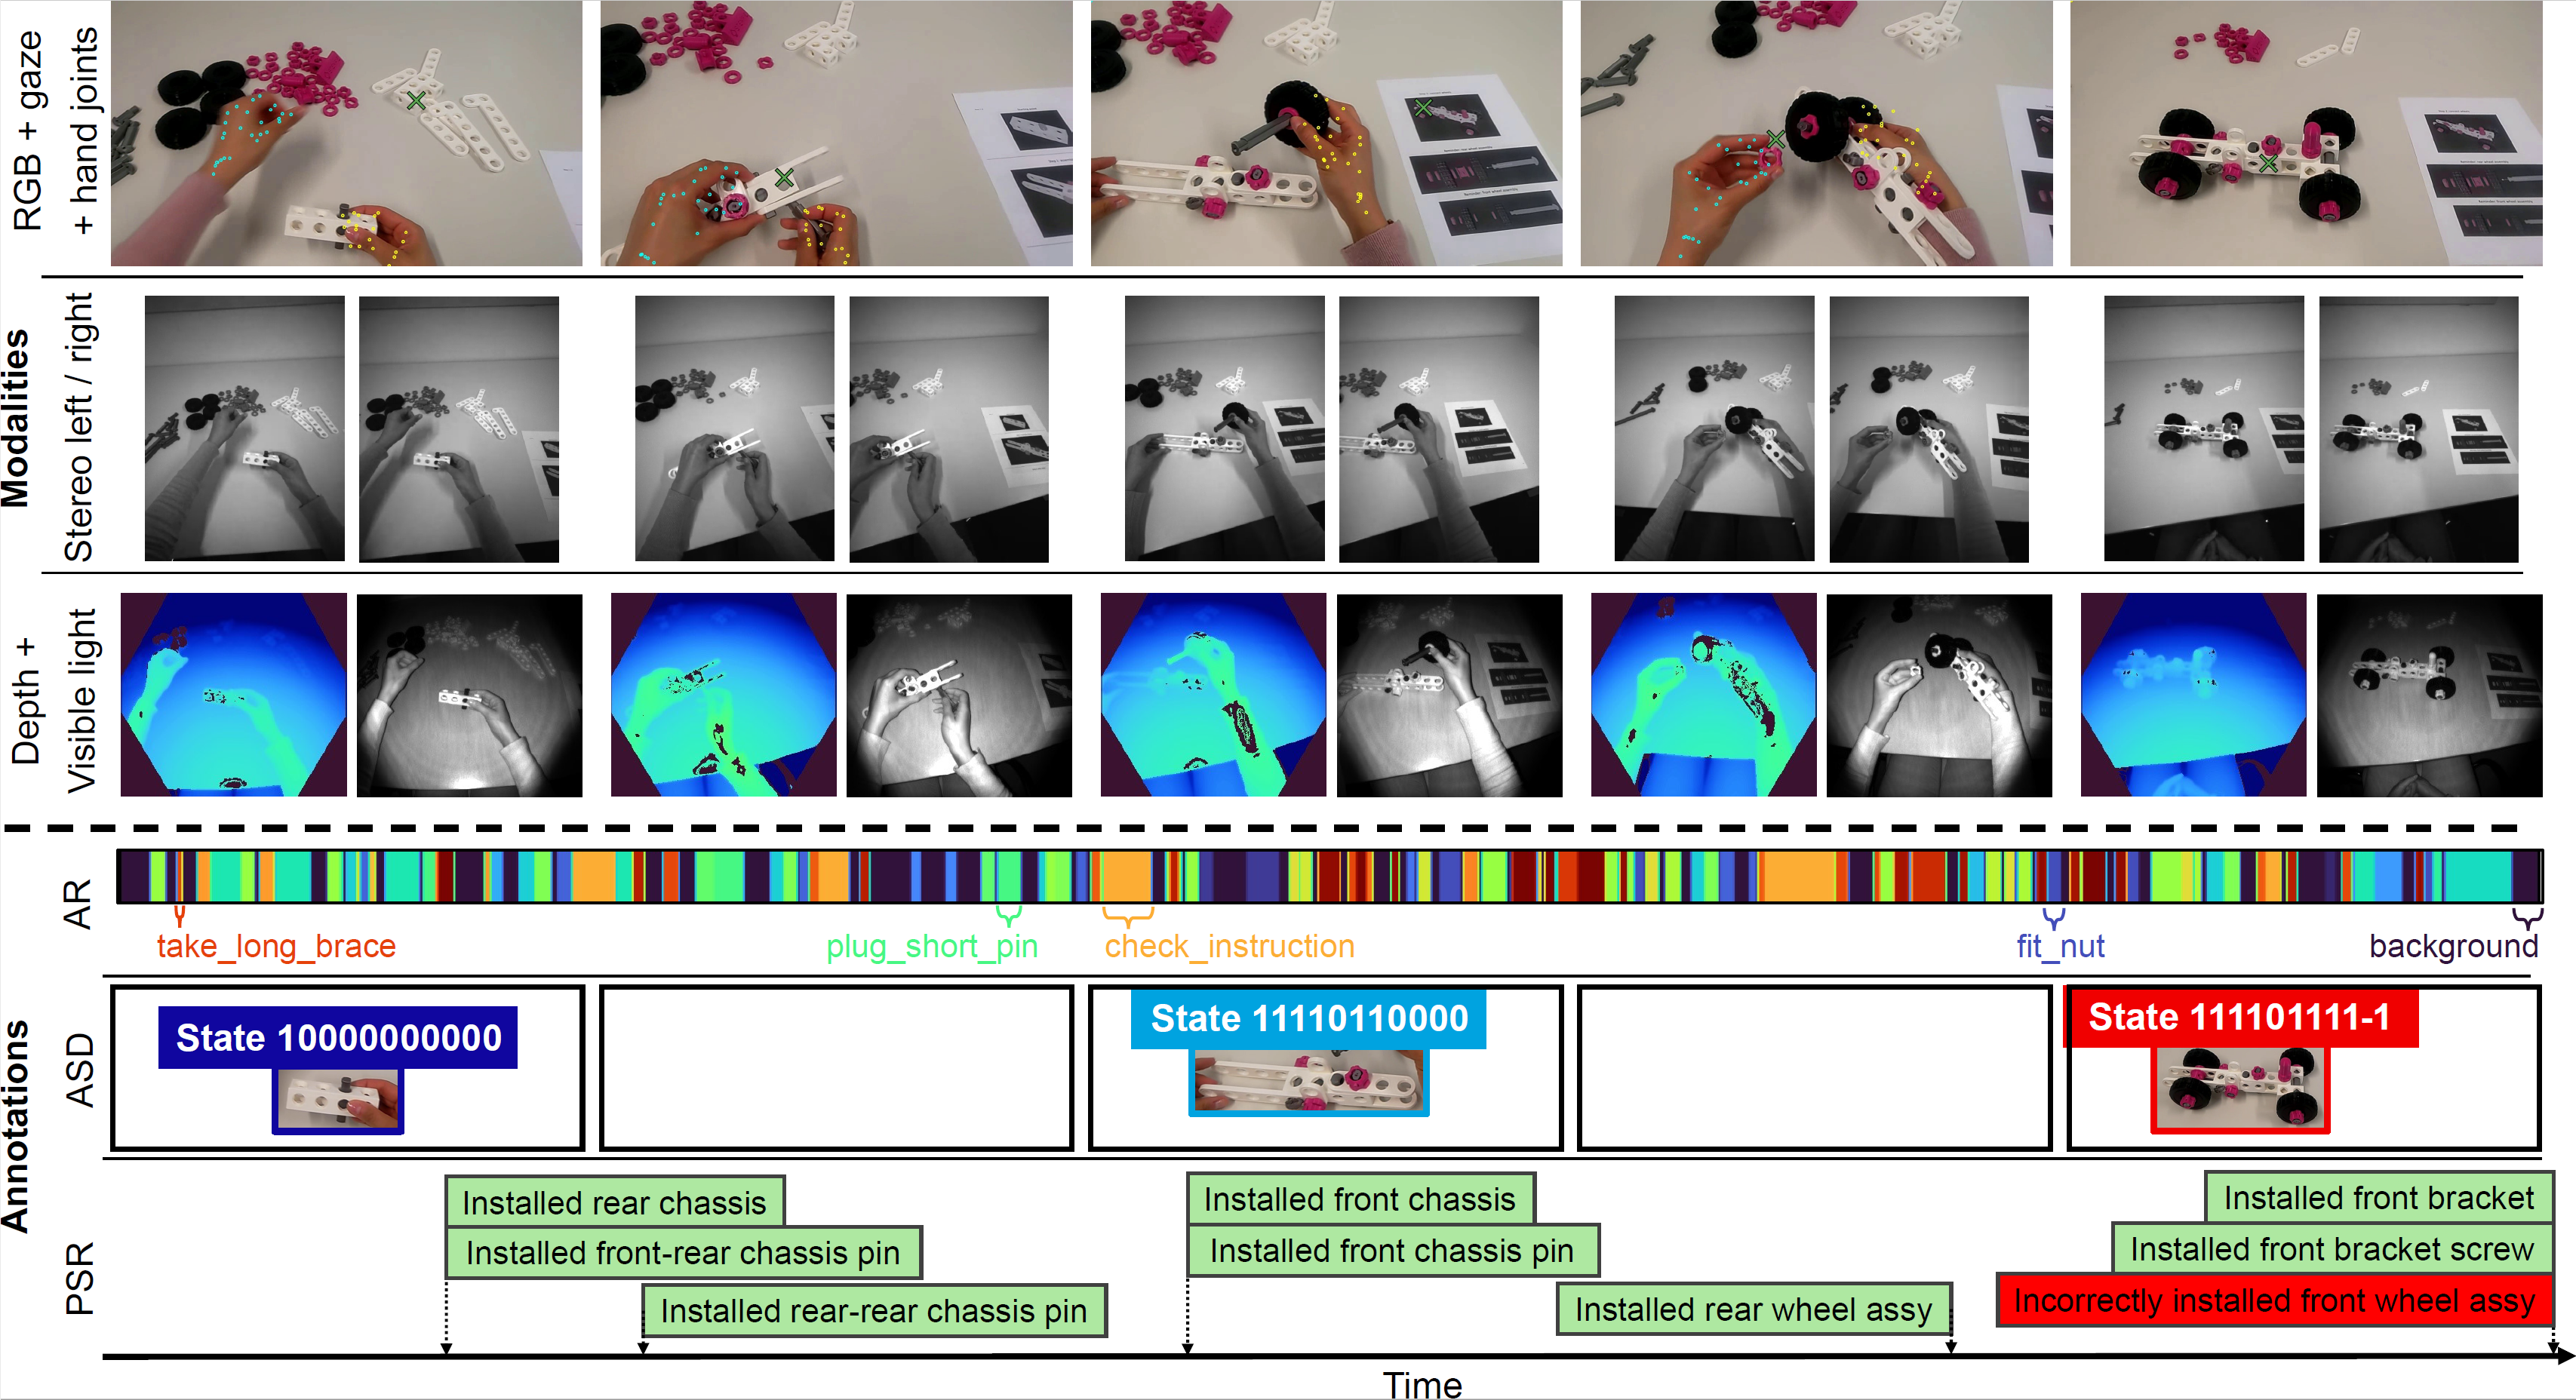 RGB + gaze
+ hand joints
Modalities
Stereo left / right
Depth +
Visible light
AR
take_long_brace
plug_short_pin
check_instruction
fit_nut
background
Annotations
ASD
State 10000000000
State 11110110000
State 111101111-1
PSR
Installed rear chassis
Installed front-rear chassis pin
Installed rear-rear chassis pin
Installed front chassis
Installed front chassis pin
Installed rear wheel assy
Installed front bracket
Installed front bracket screw
Incorrectly installed front wheel assy
Time